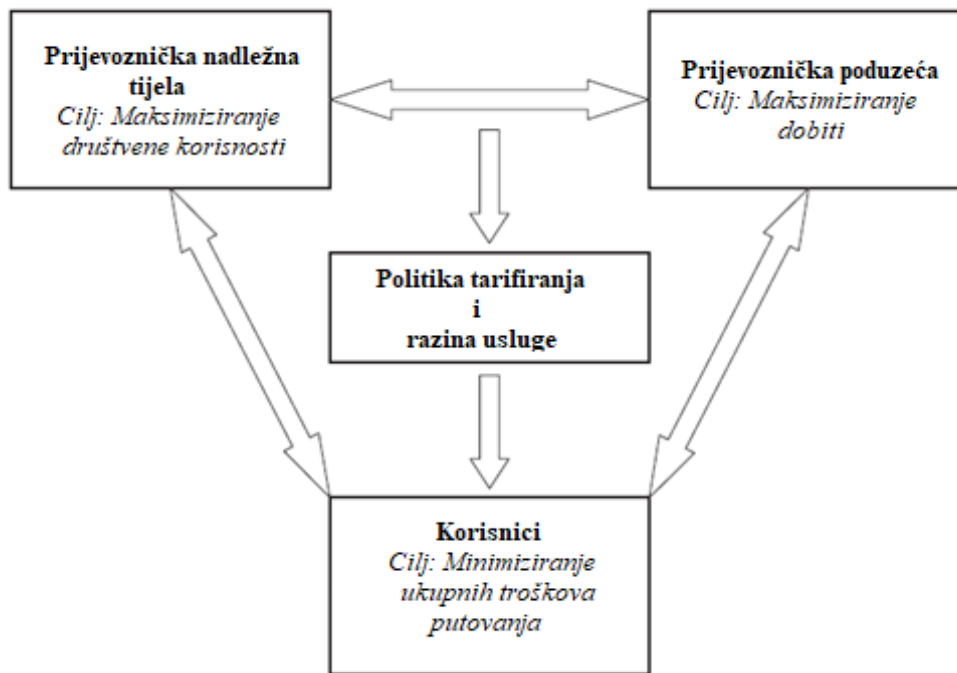 Prijevoznička nadležna
tijela
Cilj: Maksimiziranje
društvene korisnosti
Prijevoznička poduzeća
Cilj: Maksimiziranje
dobiti
Politika tarifiranja
i
razina usluge
Korisnici
Cilj: Minimiziranje
ukupnih troškova
putovanja